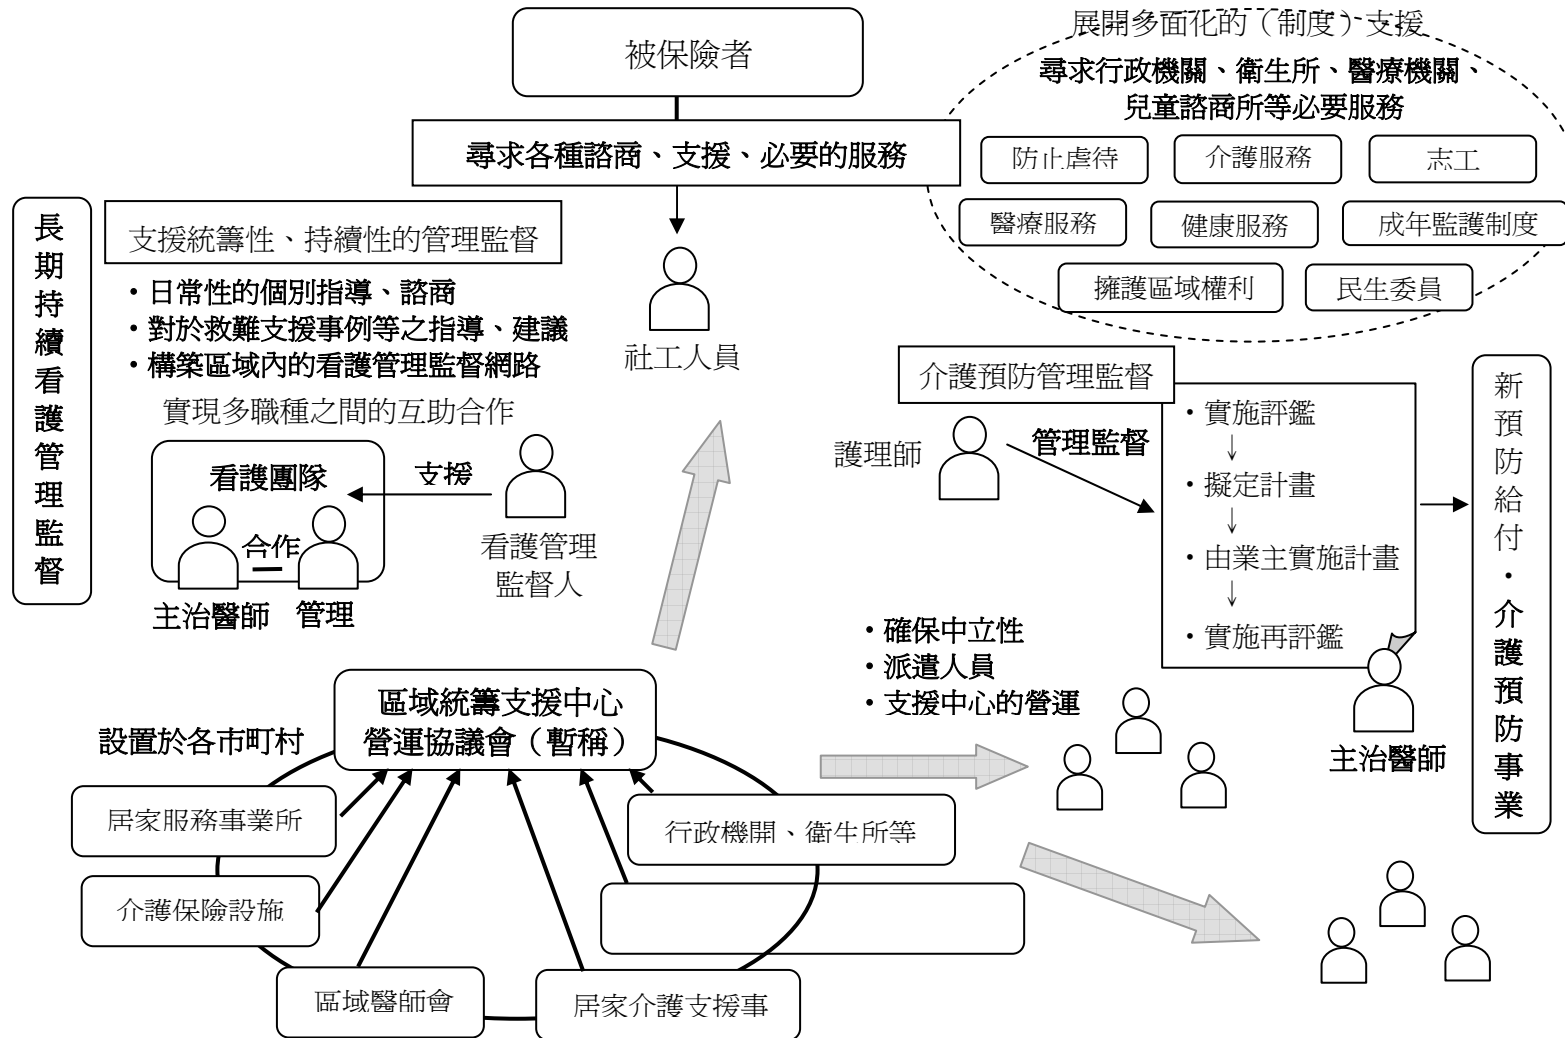 被保險者
尋求各種諮商、支援、必要的服務
展開多面化的（制度）支援
尋求行政機關、衛生所、醫療機關、
兒童諮商所等必要服務
防止虐待
介護服務
志工
醫療服務
健康服務
成年監護制度
擁護區域權利
民生委員
長期持續看護管理監督
支援統籌性、持續性的管理監督
・日常性的個別指導、諮商
・對於救難支援事例等之指導、建議
・構築區域內的看護管理監督網路
實現多職種之間的互助合作
看護團隊
支援
合作
主治醫師
管理
看護管理
監督人
社工人員
介護預防管理監督
護理師
管理監督
・實施評鑑
↓
・擬定計畫
↓
・由業主實施計畫
↓
・實施再評鑑
主治醫師
新預防給付・介護預防事業
・確保中立性
・派遣人員
・支援中心的營運
區域統籌支援中心
營運協議會（暫稱）
設置於各市町村
居家服務事業所
介護保險設施
區域醫師會
居家介護支援事
行政機開、衛生所等